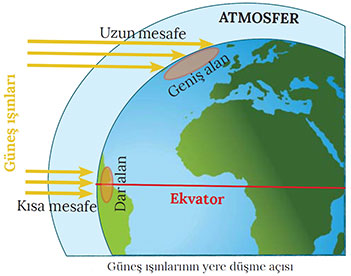 ATMOSFER
Uzun mesafe
Geniş alan
Güneş ışınları
Dar alan
Ekvator
Kısa mesafe
Güneş ışınlarının yere düşme açısı